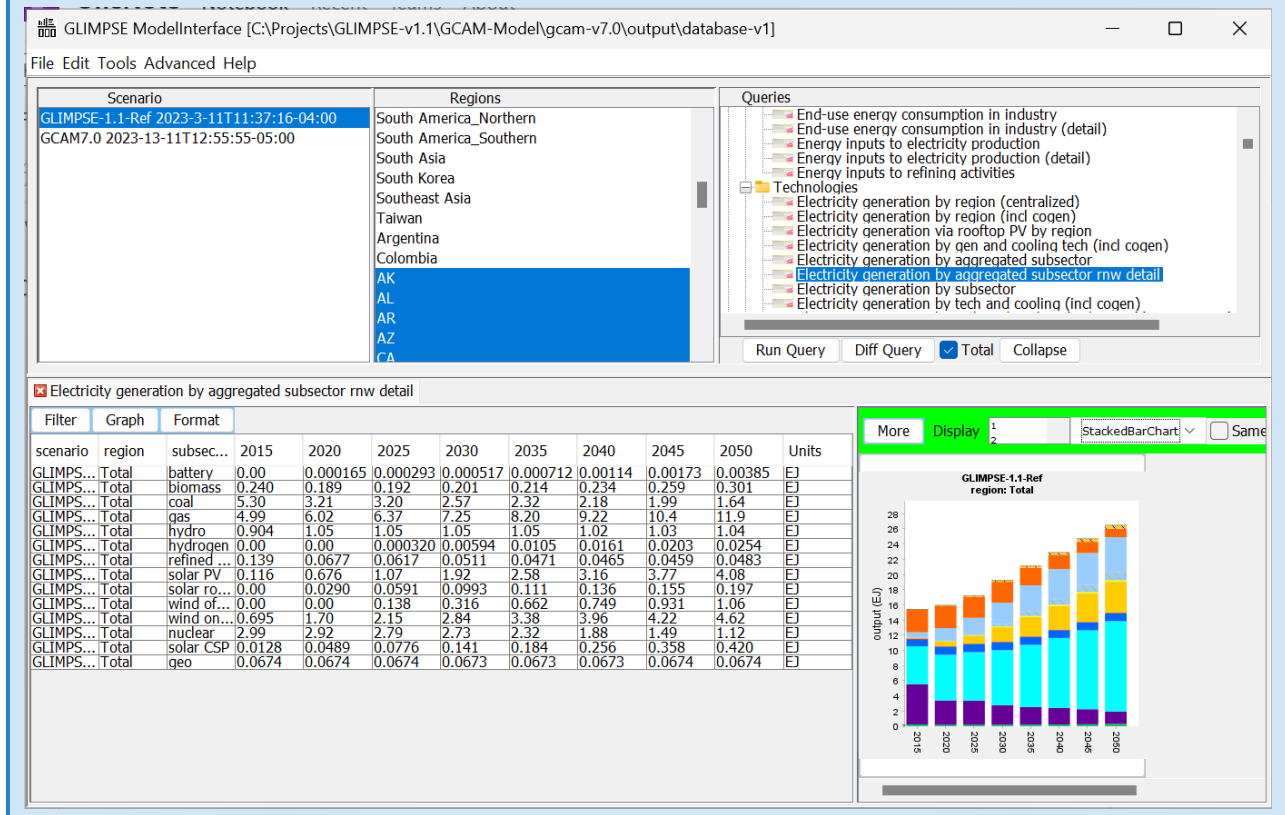 GLIMPSE ModelInterface [C:\Projects\GLIMPSE-v1.1\GCAM-Model\gcam-v7.0\output\database-v1]
File Edit Tools Advanced Help
Scenario
GLIMPSE-1.1-Ref 2023-3-11T11:37:16-04:00
GCAM7.0 2023-13-11T12:55:55-05:00
Regions
South America_Northern
South America_Southern
South Asia
South Korea
Southeast Asia
Taiwan
Argentina
Colombia
AK
AL
AR
AZ
CA
Queries
End-use energy consumption in industry
End-use energy consumption in industry (detail)
Energy inputs to electricity production
Energy inputs to electricity production (detail)
Energy inputs to refining activities
Technologies
Electricity generation by region (centralized)
Electricity generation by region (incl cogen)
Electricity generation via rooftop PV by region
Electricity generation by gen and cooling tech (incl cogen)
Electricity generation by aggregated subsector
Electricity generation by aggregated subsector rnw detail
Electricity generation by subsector
Electricity generation by tech and cooling (incl cogen)
Run Query Diff Query Total Collapse
Electricity generation by aggregated subsector rnw detail
Filter Graph Format
scenario region subsec... 2015 2020 2025 2030 2035 2040 2045 2050 Units
GLIMPS... Total battery 0.00 0.000165 0.000293 0.000517 0.000712 0.00114 0.00173 0.00385 EJ
GLIMPS... Total biomass 0.240 0.189 0.192 0.201 0.214 0.234 0.259 0.301 EJ
GLIMPS... Total coal 5.30 3.21 3.20 2.57 2.32 2.18 1.99 1.64 EJ
GLIMPS... Total gas 4.99 6.02 6.37 7.25 8.20 9.22 10.4 11.9 EJ
GLIMPS... Total hydro 0.904 1.05 1.05 1.05 1.05 1.02 1.03 1.04 EJ
GLIMPS... Total hydrogen 0.00 0.00 0.000320 0.00594 0.0105 0.0161 0.0203 0.0254 EJ
GLIMPS... Total refined ... 0.139 0.0677 0.0617 0.0511 0.0471 0.0465 0.0459 0.0483 EJ
GLIMPS... Total solar PV 0.116 0.676 1.07 1.92 2.58 3.16 3.77 4.08 EJ
GLIMPS... Total solar ro... 0.00 0.0290 0.0591 0.0993 0.111 0.136 0.155 0.197 EJ
GLIMPS... Total wind of... 0.00 0.00 0.138 0.316 0.662 0.749 0.931 1.06 EJ
GLIMPS... Total wind on... 0.695 1.70 2.15 2.84 3.38 3.96 4.22 4.62 EJ
GLIMPS... Total nuclear 2.99 2.92 2.79 2.73 2.32 1.88 1.49 1.12 EJ
GLIMPS... Total solar CSP 0.0128 0.0489 0.0776 0.141 0.184 0.256 0.358 0.420 EJ
GLIMPS... Total geo 0.0674 0.0674 0.0674 0.0673 0.0673 0.0673 0.0674 0.0674 EJ
More Display 1 2 StackedBarChart Same
GLIMPSE-1.1-Ref
region: Total
output (EJ)
28
26
24
22
20
18
16
14
12
10
8
6
4
2
0
2015 2020 2025 2030 2035 2040 2045 2050